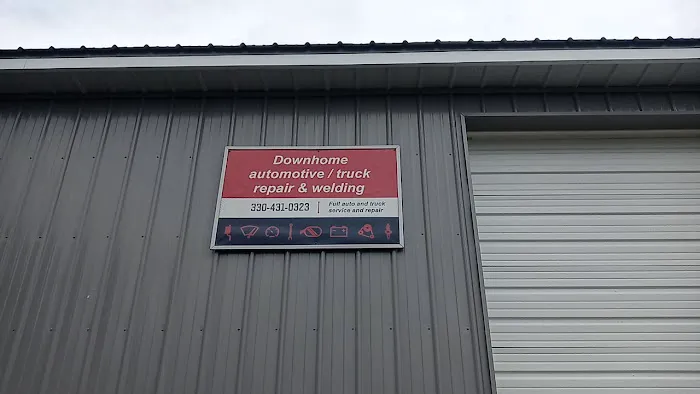 Downhome
automotive / truck
repair & welding
330-431-0323
Full auto and truck
service and repair